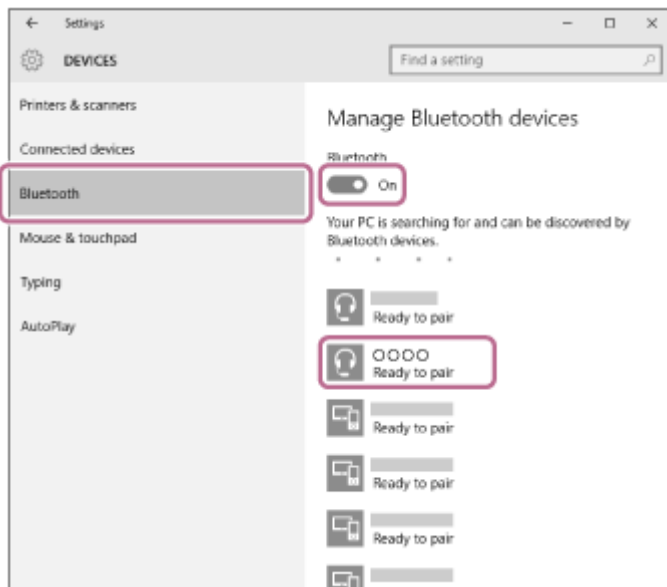 Settings
DEVICES
Find a setting
Printers & scanners
Connected devices
Bluetooth
Mouse & touchpad
Typing
AutoPlay
Manage Bluetooth devices
Bluetooth
On
Your PC is searching for and can be discovered by
Bluetooth devices.
Ready to pair
○○○○
Ready to pair
Ready to pair
Ready to pair
Ready to pair